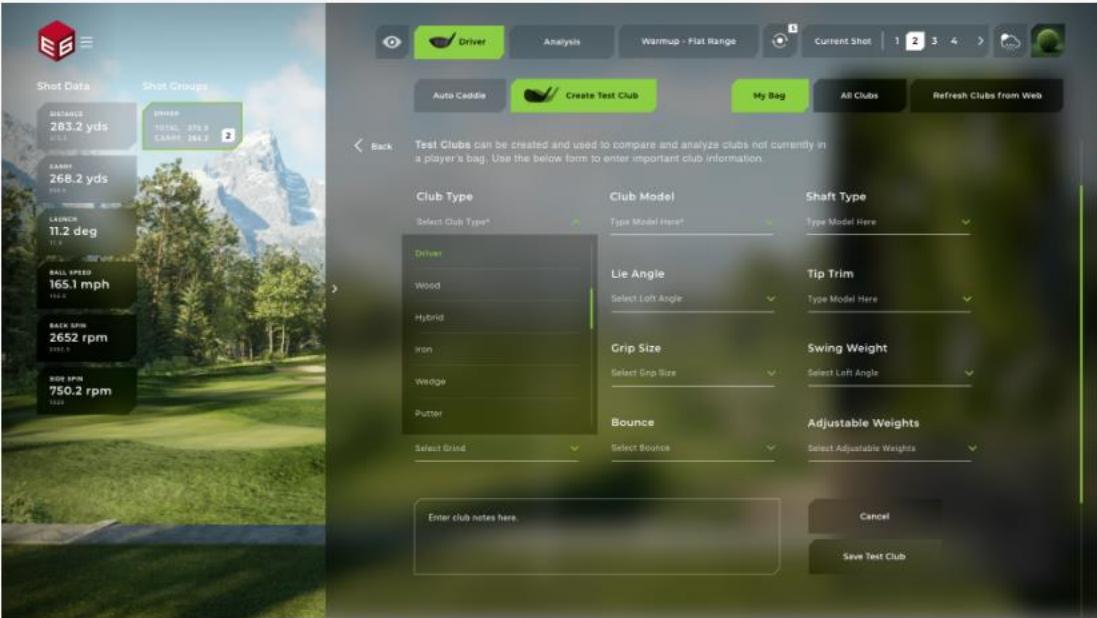 E6
Driver
Analysis
Warmup - Flat Range
Current Shot
1 2 3 4
Shot Data
Shot Groups
Auto Caddie
Create Test Club
My Bag
All Clubs
Refresh Clubs from Web
DISTANCE
283.2 yds
DRIVER
2
CARRY
268.2 yds
LAUNCH
11.2 deg
BALL SPEED
165.1 mph
BACK SPIN
2652 rpm
SIDE SPIN
750.2 rpm
Back
Test Clubs can be created and used to compare and analyze clubs not currently in
a player's bag. Use the below form to enter important club information.
Club Type
Club Model
Shaft Type
Select Club Type*
Type Model Here*
Type Model Here
Driver
Wood
Hybrid
Iron
Wedge
Putter
Lie Angle
Tip Trim
Select Loft Angle
Type Model Here
Grip Size
Swing Weight
Select Grip Size
Select Loft Angle
Bounce
Adjustable Weights
Select Grind
Select Bounce
Select Adjustable Weights
Enter club notes here.
Cancel
Save Test Club